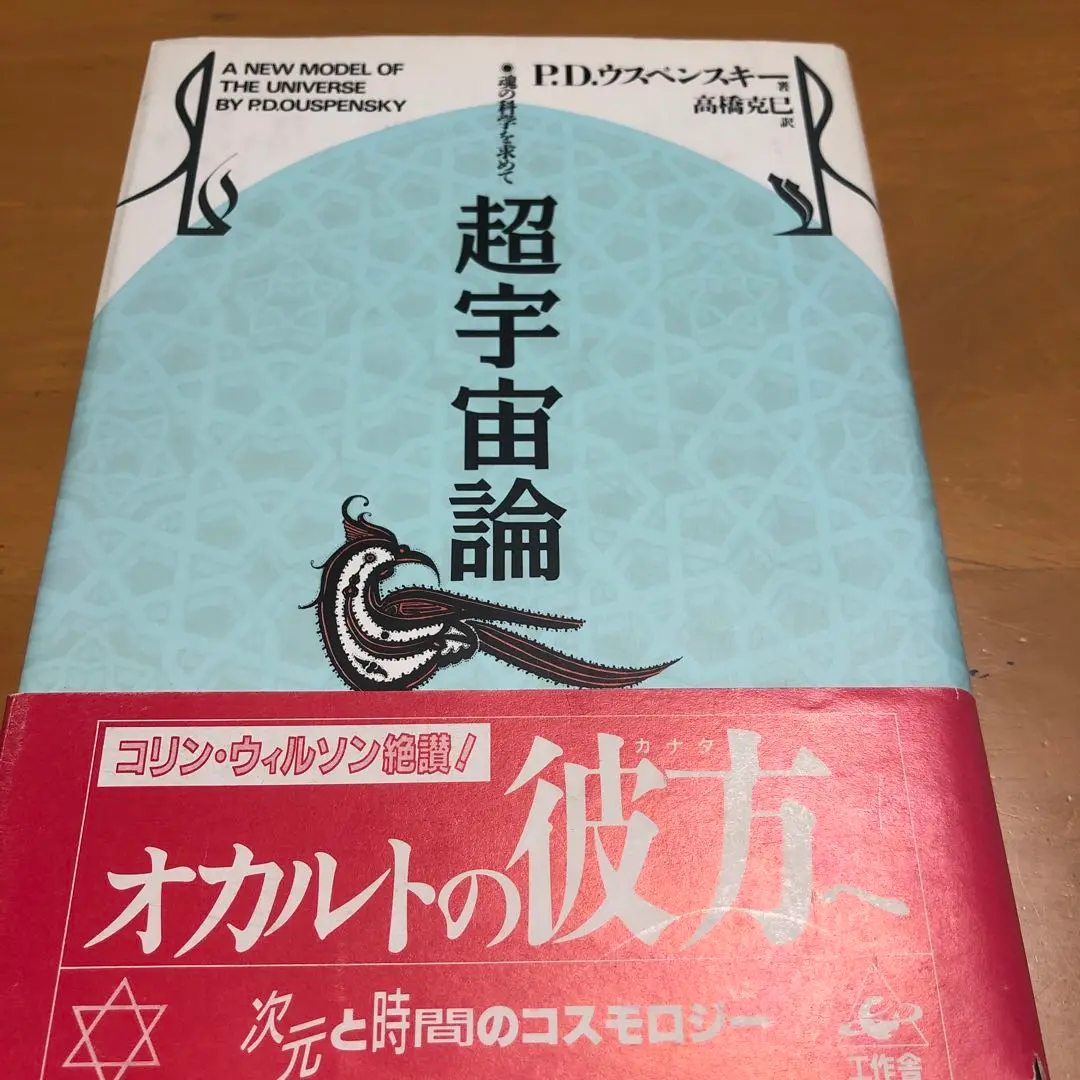 A NEW MODEL OF
THE UNIVERSE
BY P.D.OUSPENSKY
P.D.ウスペンスキー 著
高橋克巳 訳
●魂の科学を求めて
超宇宙論
コリン・ウィルソン絶讃!
カナタ
オカルトの彼方へ
次元と時間のコスモロジー
工作舎